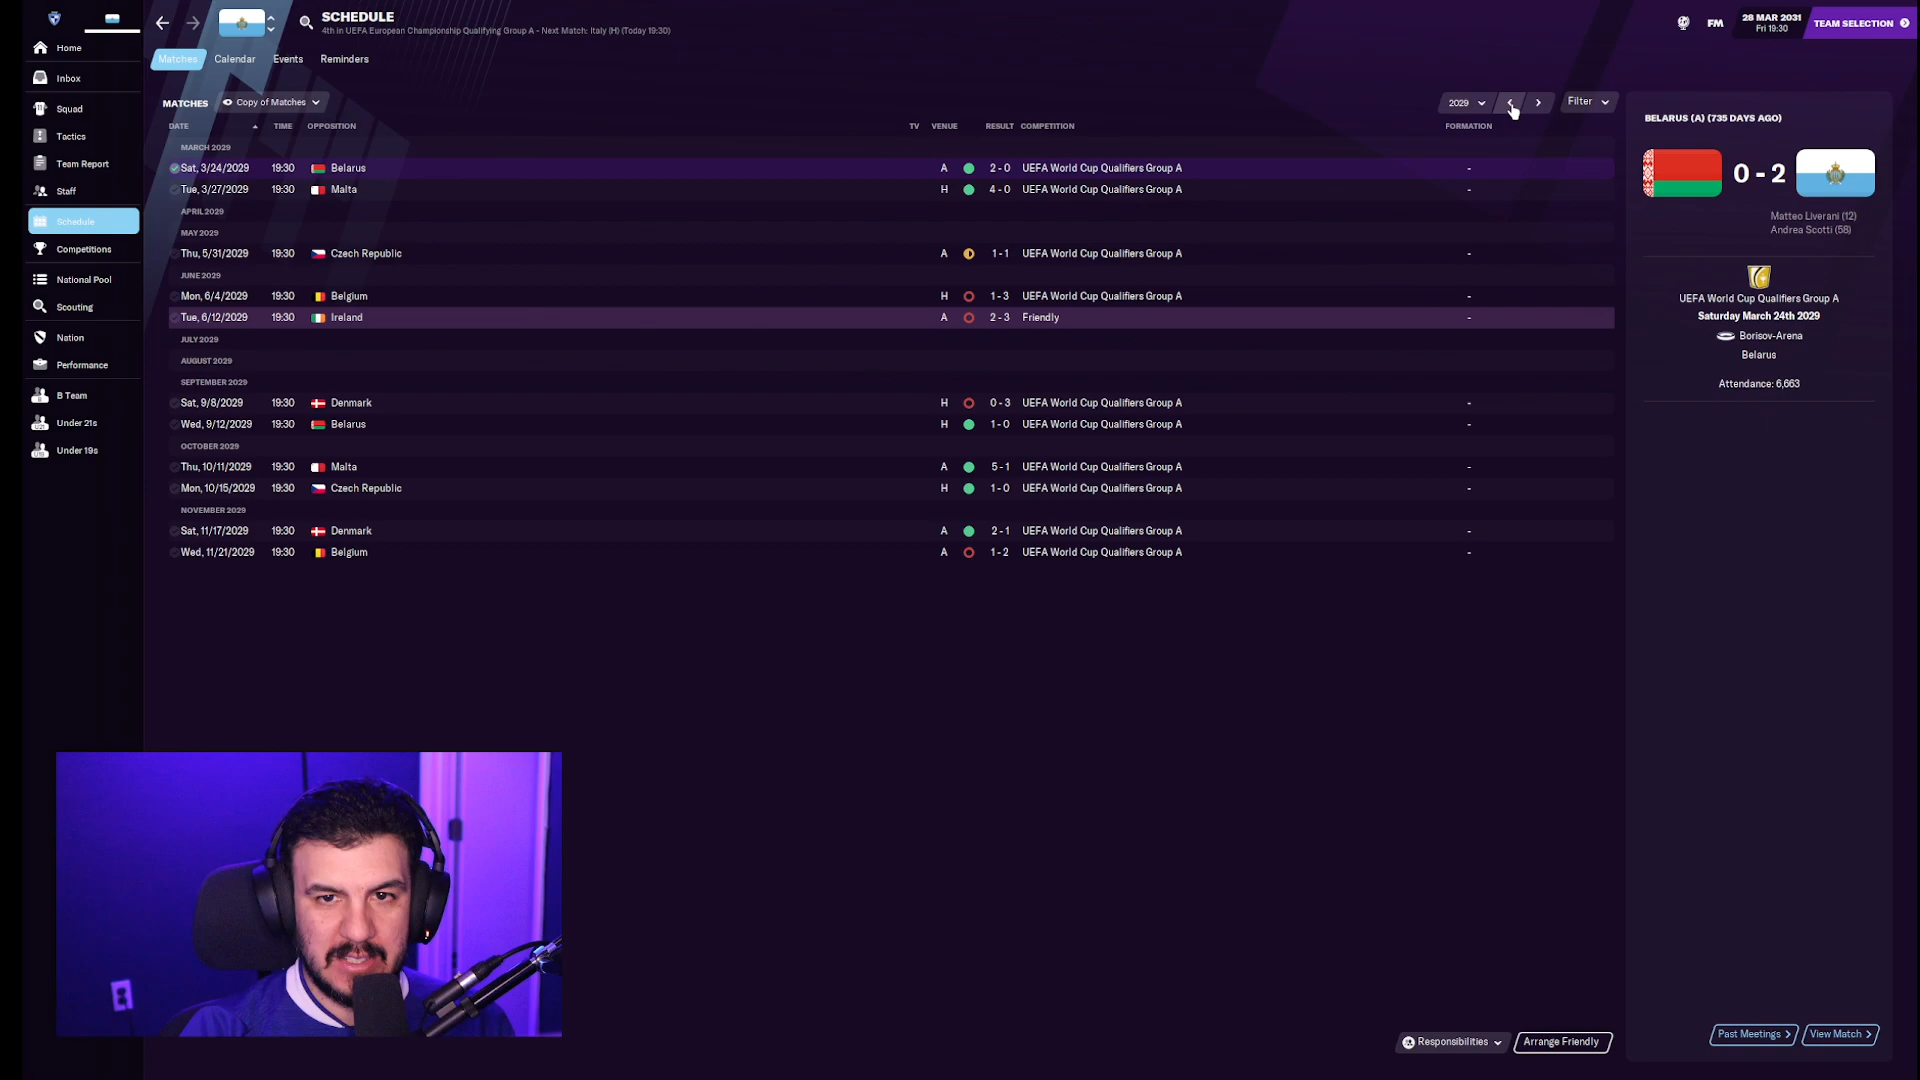 SCHEDULE
4th in UEFA European Championship Qualifying Group A - Next Match: Italy (H) (Today 19:30)
FM
28 MAR 2031
Fri 19:30
TEAM SELECTION
Home
Inbox
Squad
Tactics
Team Report
Staff
Schedule
Competitions
National Pool
Scouting
Nation
Performance
B Team
Under 21s
Under 19s
Matches Calendar Events Reminders
MATCHES Copy of Matches 2029 Filter
DATE TIME OPPOSITION TV VENUE RESULT COMPETITION FORMATION
MARCH 2029
Sat, 3/24/2029 19:30 Belarus A 2 - 0 UEFA World Cup Qualifiers Group A -
Tue, 3/27/2029 19:30 Malta H 4 - 0 UEFA World Cup Qualifiers Group A -
APRIL 2029
MAY 2029
Thu, 5/31/2029 19:30 Czech Republic A 1 - 1 UEFA World Cup Qualifiers Group A -
JUNE 2029
Mon, 6/4/2029 19:30 Belgium H 1 - 3 UEFA World Cup Qualifiers Group A -
Tue, 6/12/2029 19:30 Ireland A 2 - 3 Friendly -
JULY 2029
AUGUST 2029
SEPTEMBER 2029
Sat, 9/8/2029 19:30 Denmark H 0 - 3 UEFA World Cup Qualifiers Group A -
Wed, 9/12/2029 19:30 Belarus H 1 - 0 UEFA World Cup Qualifiers Group A -
OCTOBER 2029
Thu, 10/11/2029 19:30 Malta A 5 - 1 UEFA World Cup Qualifiers Group A -
Mon, 10/15/2029 19:30 Czech Republic H 1 - 0 UEFA World Cup Qualifiers Group A -
NOVEMBER 2029
Sat, 11/17/2029 19:30 Denmark A 2 - 1 UEFA World Cup Qualifiers Group A -
Wed, 11/21/2029 19:30 Belgium A 1 - 2 UEFA World Cup Qualifiers Group A -
BELARUS (A) (735 DAYS AGO)
0 - 2
Matteo Liverani (12)
Andrea Scotti (58)
UEFA World Cup Qualifiers Group A
Saturday March 24th 2029
Borisov-Arena
Belarus
Attendance: 6,663
Past Meetings View Match
Responsibilities Arrange Friendly